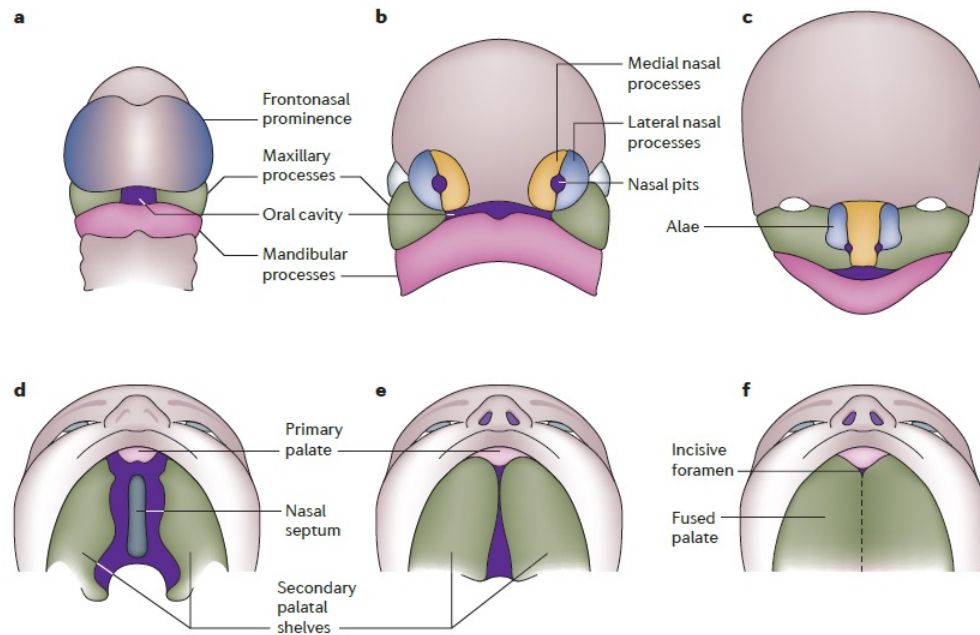 a
b
c
Frontonasal
prominence
Maxillary
processes
Oral cavity
Mandibular
processes
Medial nasal
processes
Lateral nasal
processes
Nasal pits
Alae
d
e
f
Primary
palate
Nasal
septum
Secondary
palatal
shelves
Incisive
foramen
Fused
palate